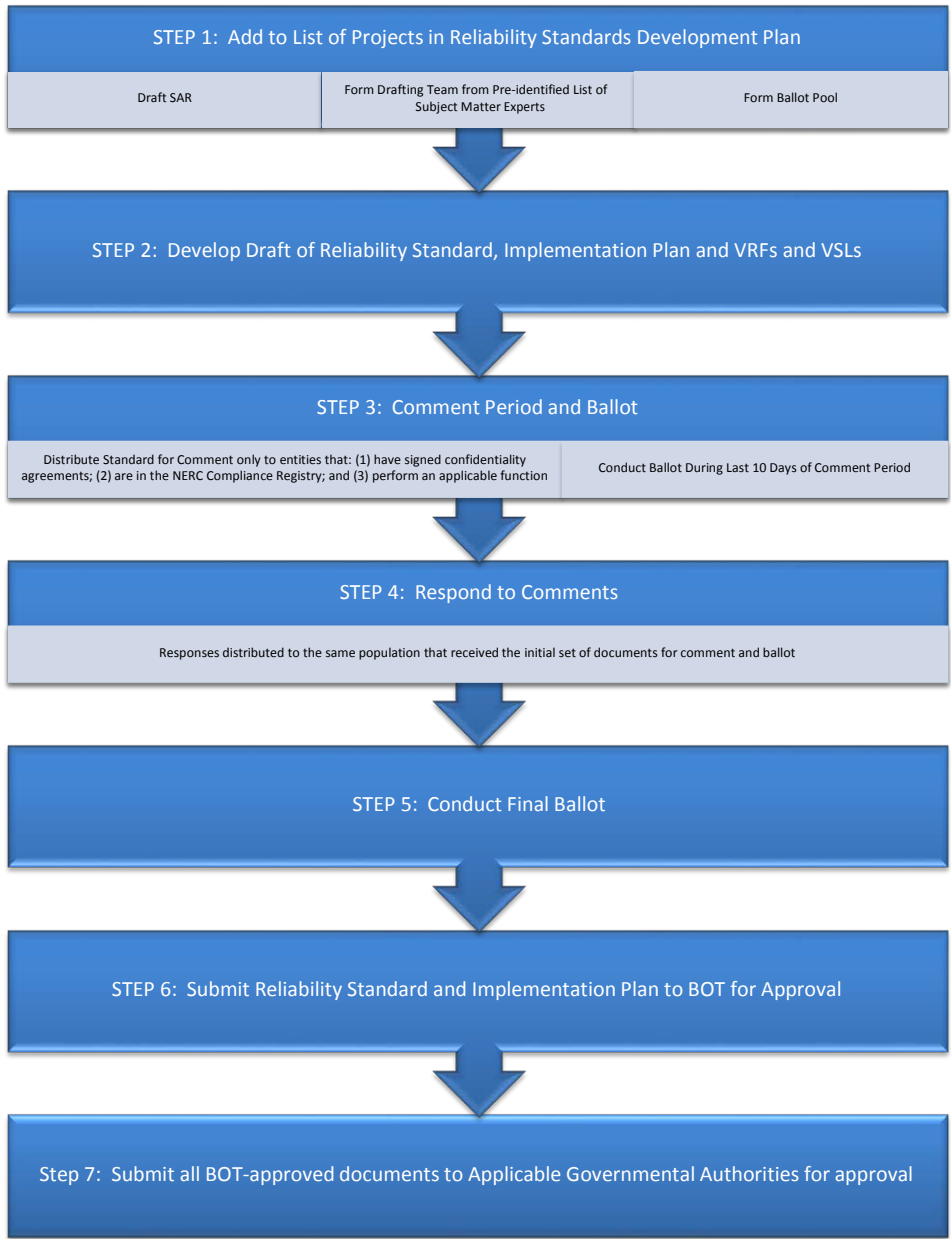 STEP 1: Add to List of Projects in Reliability Standards Development Plan
Draft SAR
Form Drafting Team from Pre-identified List of
Subject Matter Experts
Form Ballot Pool
STEP 2: Develop Draft of Reliability Standard, Implementation Plan and VRFs and VSLs
STEP 3: Comment Period and Ballot
Distribute Standard for Comment only to entities that: (1) have signed confidentiality
agreements; (2) are in the NERC Compliance Registry; and (3) perform an applicable function
Conduct Ballot During Last 10 Days of Comment Period
STEP 4: Respond to Comments
Responses distributed to the same population that received the initial set of documents for comment and ballot
STEP 5: Conduct Final Ballot
STEP 6: Submit Reliability Standard and Implementation Plan to BOT for Approval
Step 7: Submit all BOT-approved documents to Applicable Governmental Authorities for approval